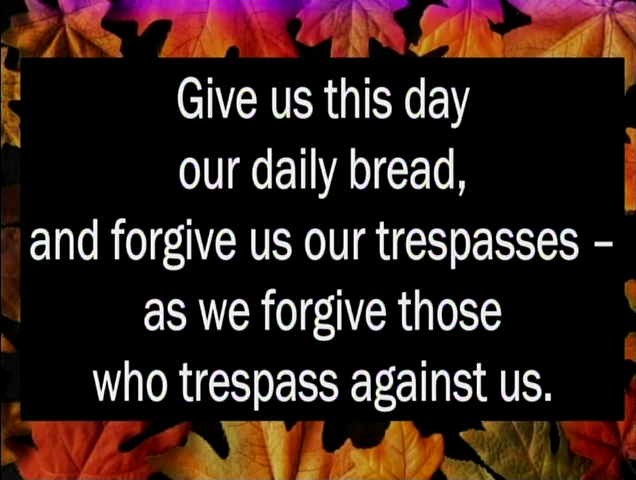 Give us this day
our daily bread,
and forgive us our trespasses –
as we forgive those
who trespass against us.